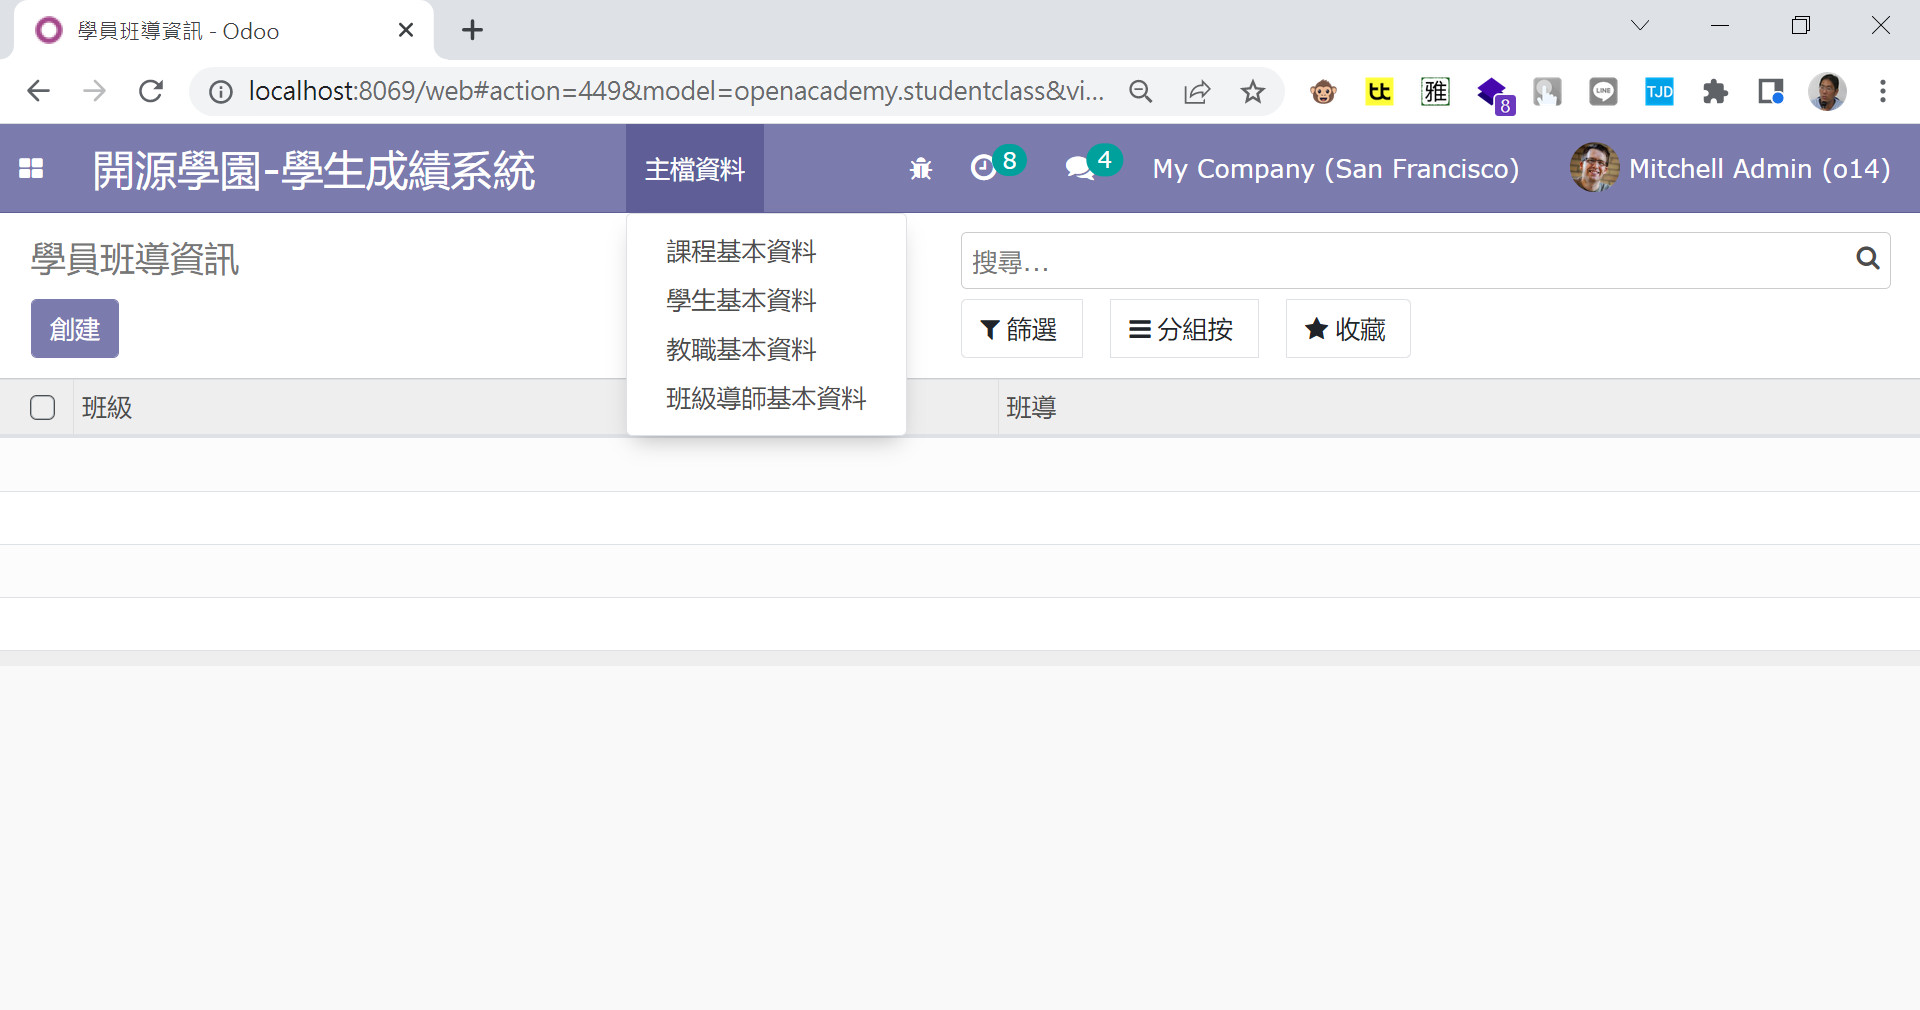 學員班導資訊 - Odoo
localhost:8069/web#action=449&model=openacademy.studentclass&vi...
tt
雅
8
LINE
TJD
開源學園-學生成績系統
主檔資料
8
4
My Company (San Francisco)
Mitchell Admin (o14)
學員班導資訊
課程基本資料
學生基本資料
教職基本資料
班級導師基本資料
搜尋...
創建
篩選
分組按
收藏
班級
班導